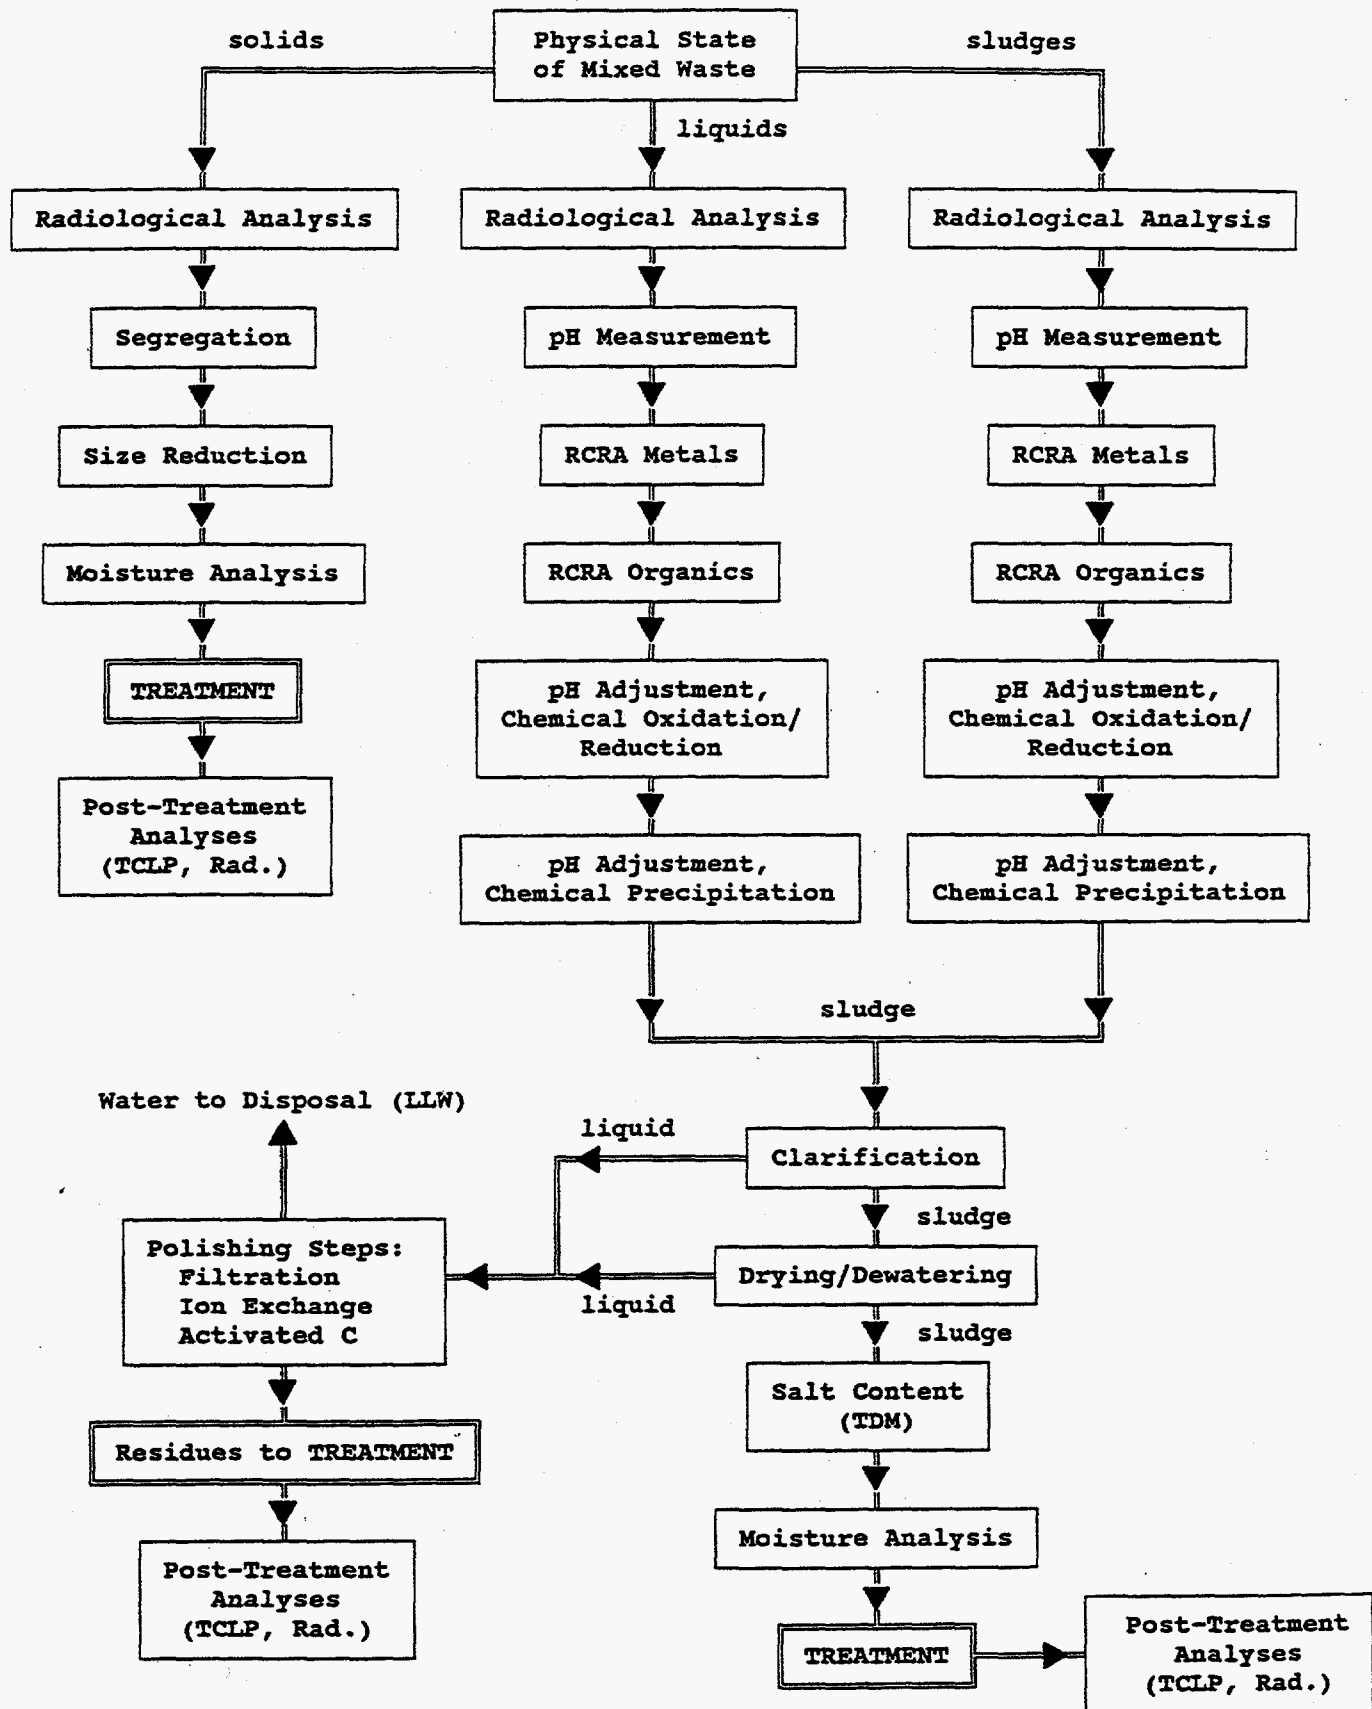 solids
Physical State
of Mixed Waste
sludges
liquids
Radiological Analysis
Segregation
Size Reduction
Moisture Analysis
TREATMENT
Post-Treatment
Analyses
(TCLP, Rad.)
Radiological Analysis
pH Measurement
RCRA Metals
RCRA Organics
pH Adjustment,
Chemical Oxidation/
Reduction
pH Adjustment,
Chemical Precipitation
Radiological Analysis
pH Measurement
RCRA Metals
RCRA Organics
pH Adjustment,
Chemical Oxidation/
Reduction
pH Adjustment,
Chemical Precipitation
sludge
Clarification
liquid
sludge
Drying/Dewatering
liquid
sludge
Water to Disposal (LLW)
Polishing Steps:
Filtration
Ion Exchange
Activated C
Residues to TREATMENT
Post-Treatment
Analyses
(TCLP, Rad.)
Salt Content
(TDM)
Moisture Analysis
TREATMENT
Post-Treatment
Analyses
(TCLP, Rad.)